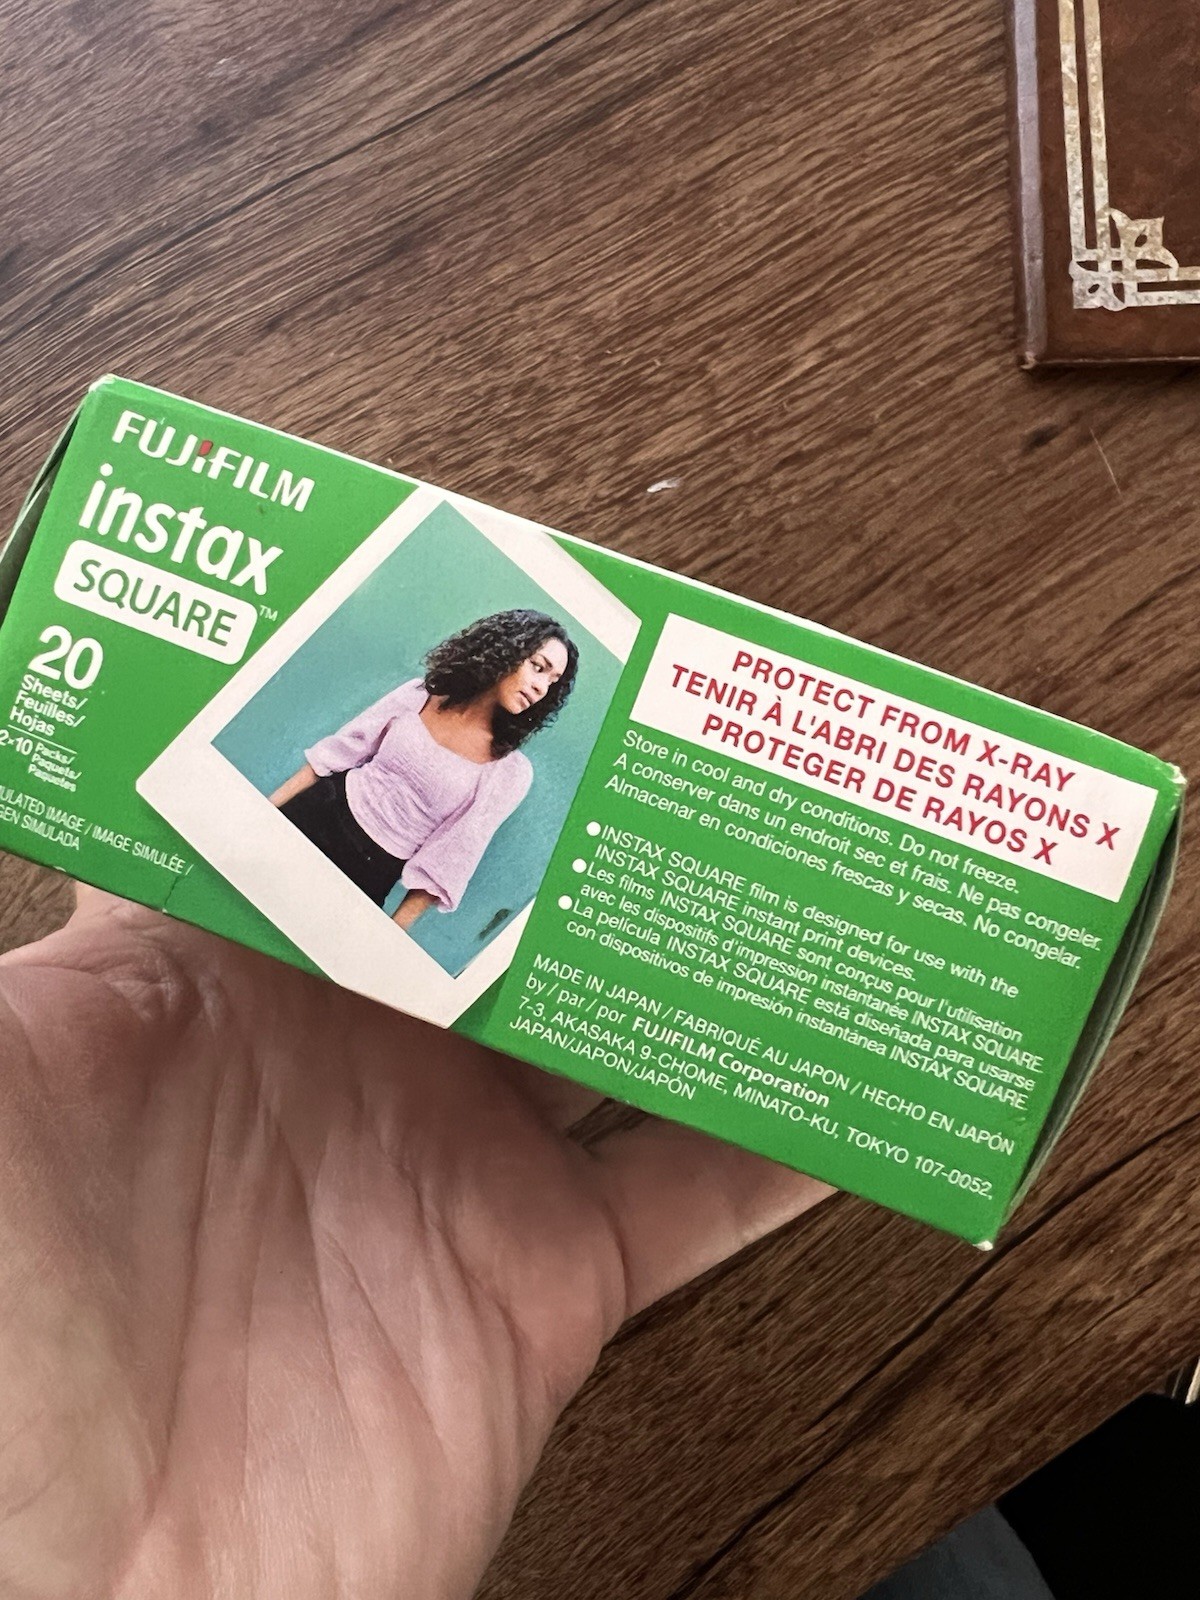 FUJIFILM
instax
SQUARE™
20
Sheets/
Feuilles/
Hojas
2×10 Packs/
Paquets/
Paquetes
IMAGE / IMAGE SIMULÉE /
SIMULADA
PROTECT FROM X-RAY
TENIR À L'ABRI DES RAYONS X
PROTEGER DE RAYOS X
Store in cool and dry conditions. Do not freeze.
A conserver dans un endroit sec et frais. Ne pas congeler.
Almacenar en condiciones frescas y secas. No congelar.
●INSTAX SQUARE film is designed for use with the
INSTAX SQUARE instant print devices.
●Les films INSTAX SQUARE sont conçus pour l'utilisation
avec les dispositifs d'impression instantanée INSTAX SQUARE.
●La película INSTAX SQUARE está diseñada para usarse
con dispositivos de impresión instantánea INSTAX SQUARE.
MADE IN JAPAN / FABRIQUÉ AU JAPON / HECHO EN JAPÓN
by / par / por FUJIFILM Corporation
7-3, AKASAKA 9-CHOME, MINATO-KU, TOKYO 107-0052,
JAPAN/JAPON/JAPÓN